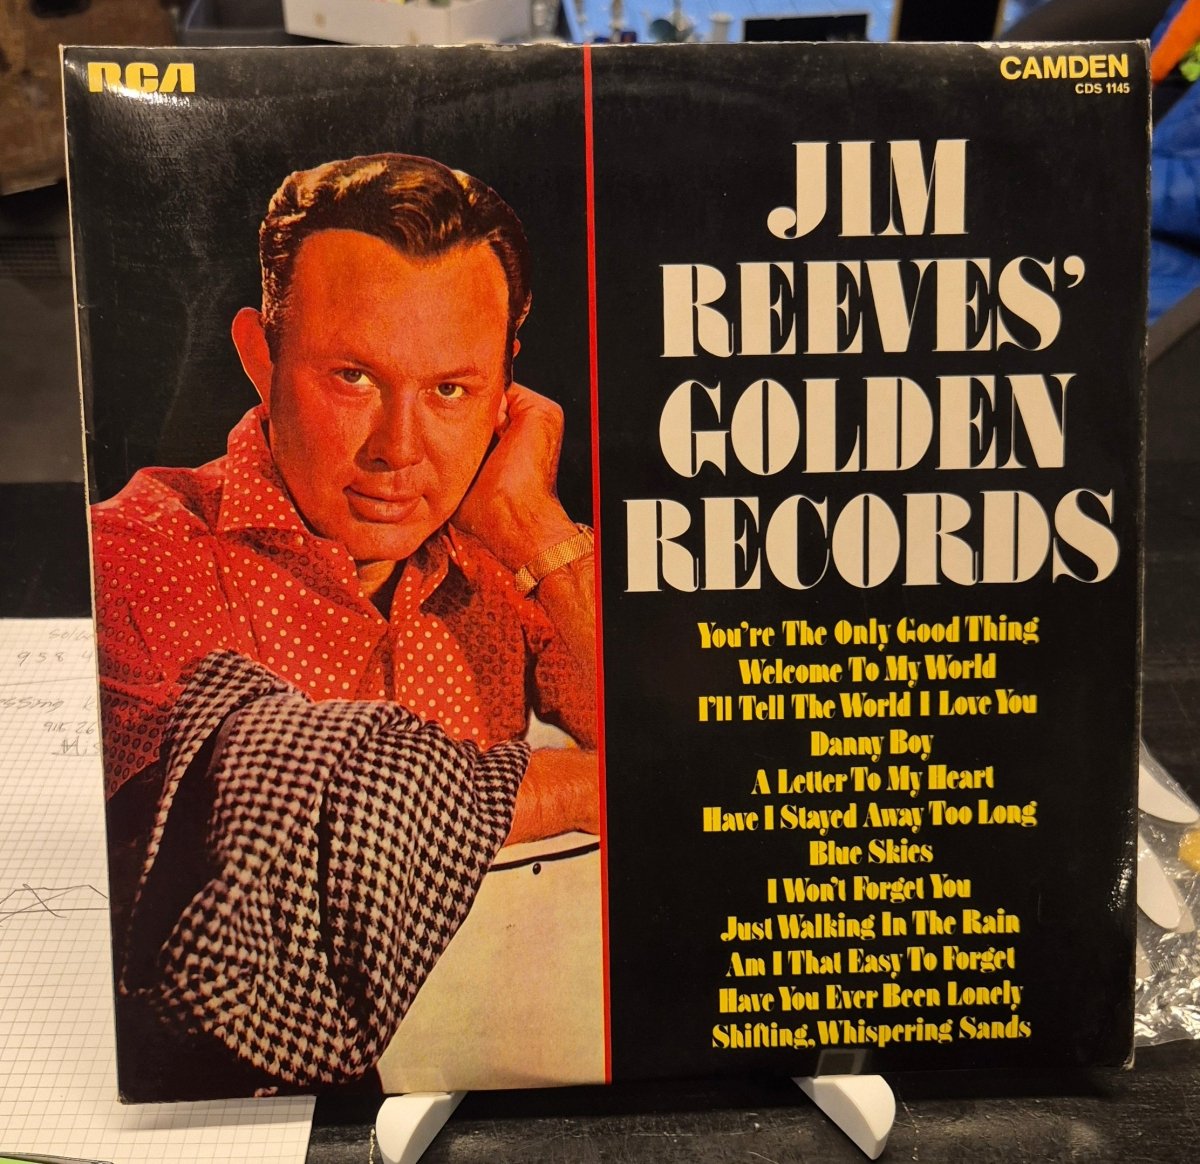 RCA
CAMDEN
CDS 1145
JIM
REEVES'
GOLDEN
RECORDS
You're The Only Good Thing
Welcome To My World
I'll Tell The World I Love You
Danny Boy
A Letter To My Heart
Have I Stayed Away Too Long
Blue Skies
I Won't Forget You
Just Walking In The Rain
Am I That Easy To Forget
Have You Ever Been Lonely
Shifting, Whispering Sands
958